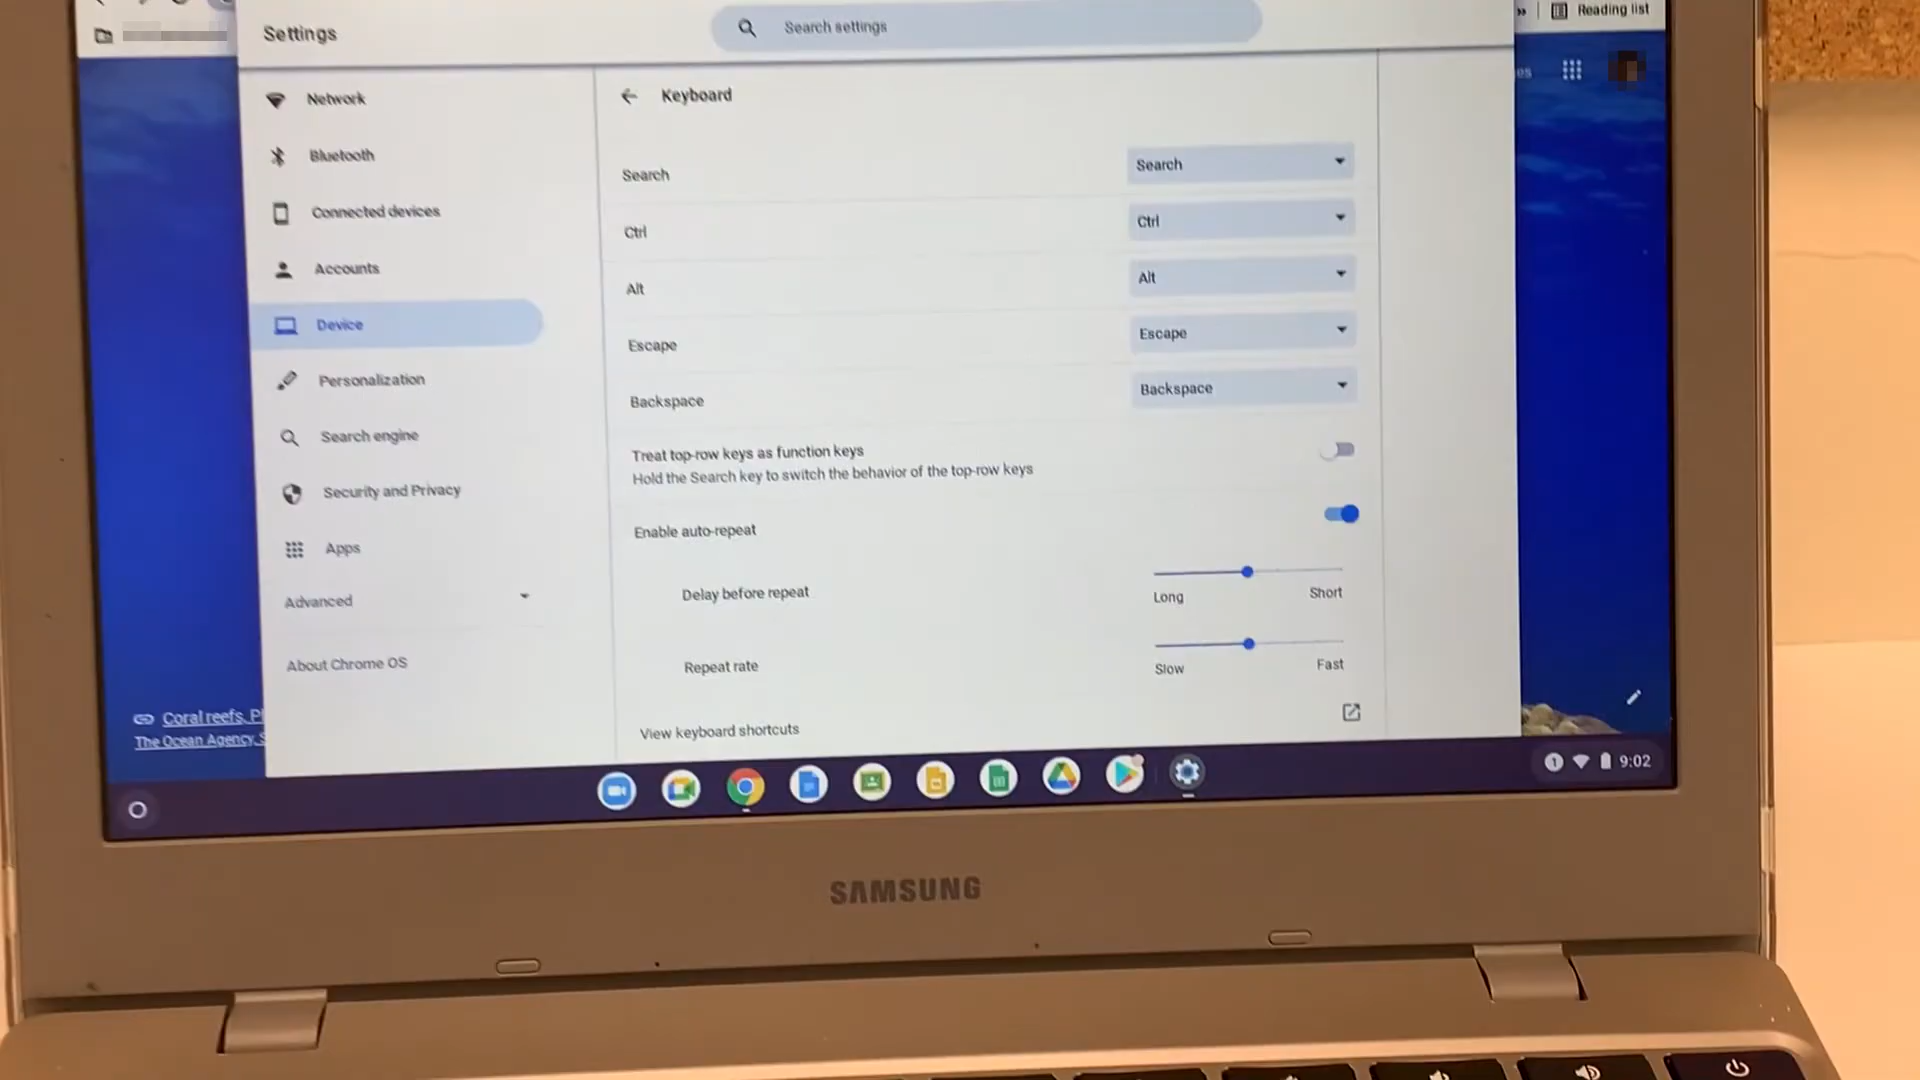 Settings
Search settings
Reading list
Network
Bluetooth
Connected devices
Accounts
Device
Personalization
Search engine
Security and Privacy
Apps
Advanced
About Chrome OS
Keyboard
Search
Search
Ctrl
Ctrl
Alt
Alt
Escape
Escape
Backspace
Backspace
Treat top-row keys as function keys
Hold the Search key to switch the behavior of the top-row keys
Enable auto-repeat
Delay before repeat
Long
Short
Repeat rate
Slow
Fast
View keyboard shortcuts
Coral reefs,
The Ocean Agency,
1
9:02
SAMSUNG